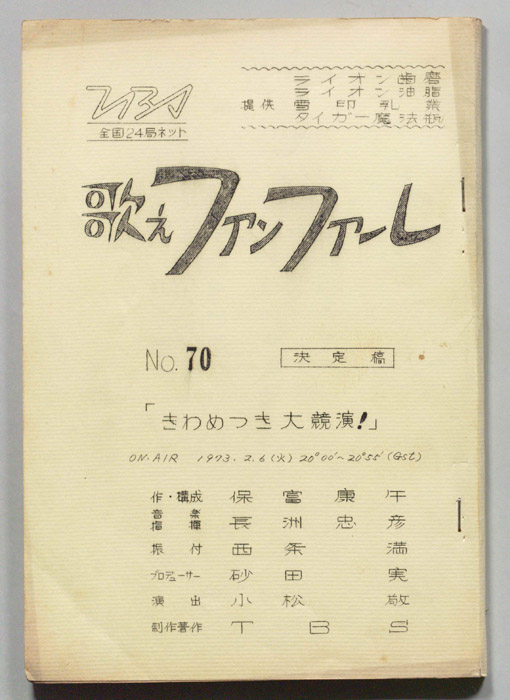 TBS
全国24局ネット
ライオン歯磨
ライオン油脂
提供 雪印乳業
タイガー魔法瓶
歌えファンファーレ
No. 70
決定稿
「きわめつき大競演!」
ON・AIR 1973.2.6(火) 20°00'~20°55'(Gst)
作・構成 保富康午
音楽
指揮 長洲忠彦
振付 西条満
プロデューサー 砂田実
演出 小松敬
制作著作 TBS